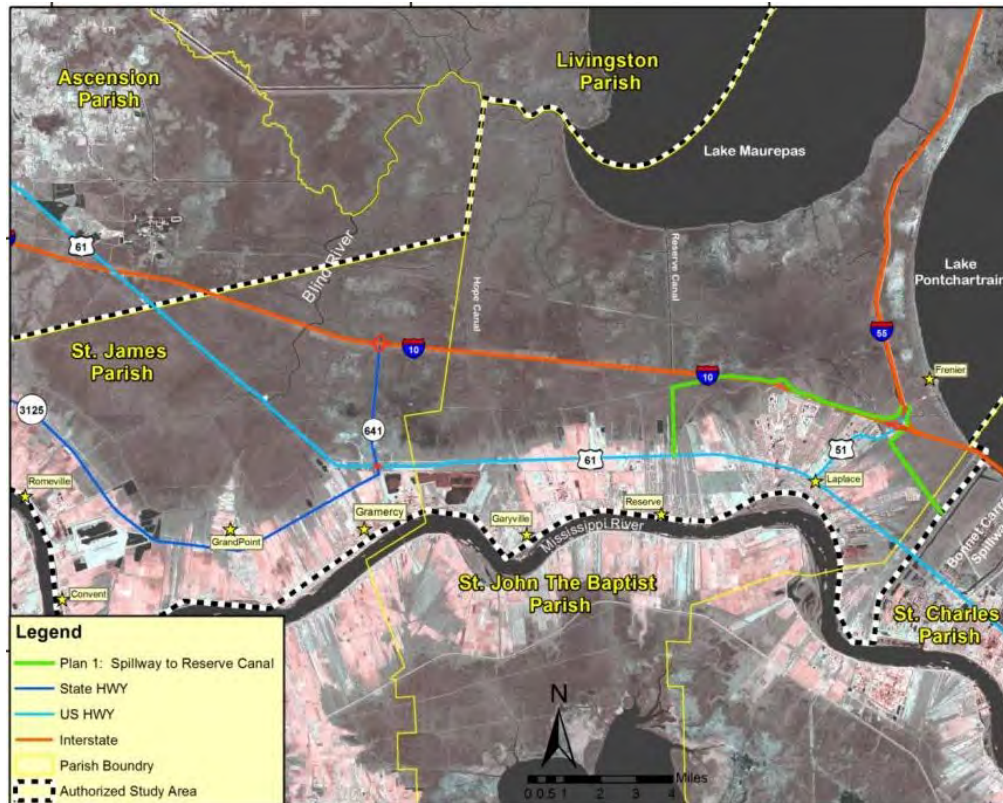 Ascension
Parish
Livingston
Parish
Lake Maurepas
61
Blind River
Hope Canal
Reserve Canal
Lake
Pontchartrain
55
St. James
Parish
10
10
Frenier
3125
641
61
51
Romeville
Laplace
Gramercy
Reserve
GrandPoint
Garyville
Mississippi River
Convent
St. John The Baptist
Parish
Spillway
St. Charles
Parish
Legend
Plan 1: Spillway to Reserve Canal
State HWY
US HWY
Interstate
Parish Boundry
Authorized Study Area
N
0 0.5 1 2 3 4
Miles